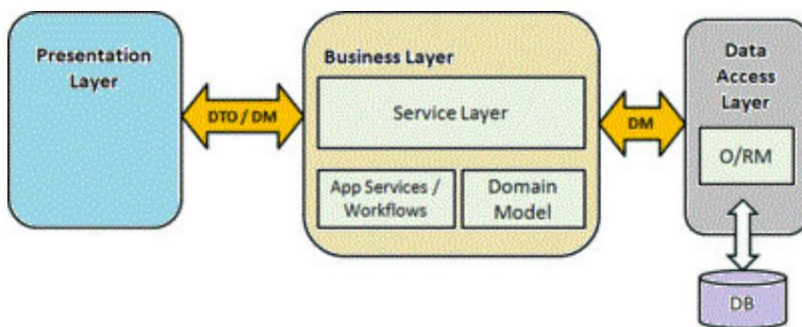 Presentation
Layer
DTO / DM
Business Layer
Service Layer
App Services /
Workflows
Domain
Model
DM
Data
Access
Layer
O/RM
DB